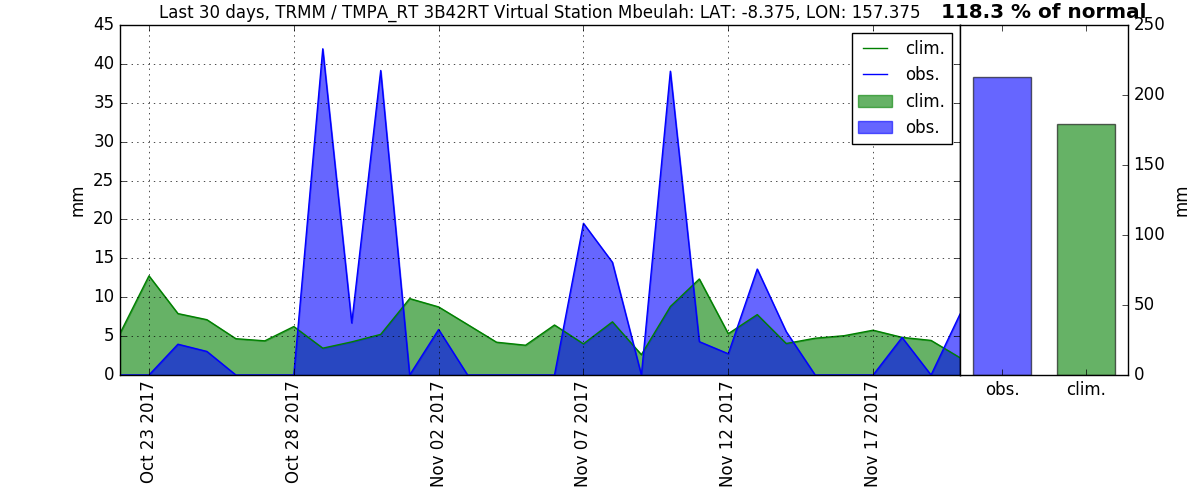 Last 30 days, TRMM / TMPA_RT 3B42RT Virtual Station Mbeulah: LAT: -8.375, LON: 157.375
118.3 % of normal
45
40
35
30
25
20
15
10
5
0
mm
clim.
obs.
clim.
obs.
250
200
150
100
50
0
mm
obs.
clim.
Oct 23 2017
Oct 28 2017
Nov 02 2017
Nov 07 2017
Nov 12 2017
Nov 17 2017